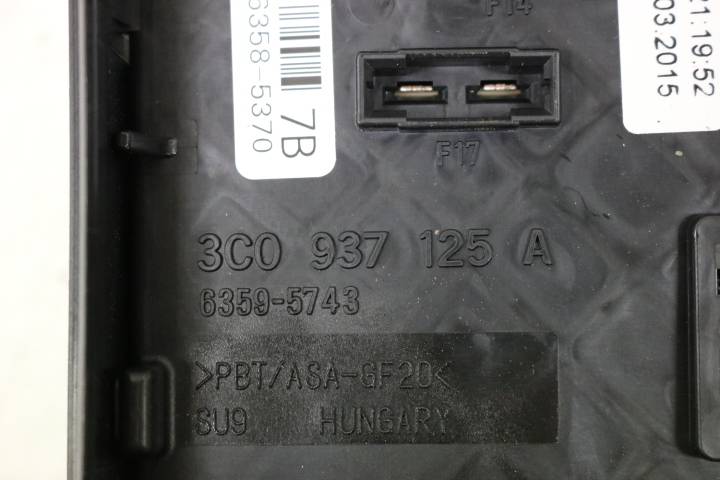 F14
6358-5370
7B
21:19:52
.03.2015
F17
3C0 937 125 A
6359-5743
>PBT/ASA-GF20<
SU9 HUNGARY